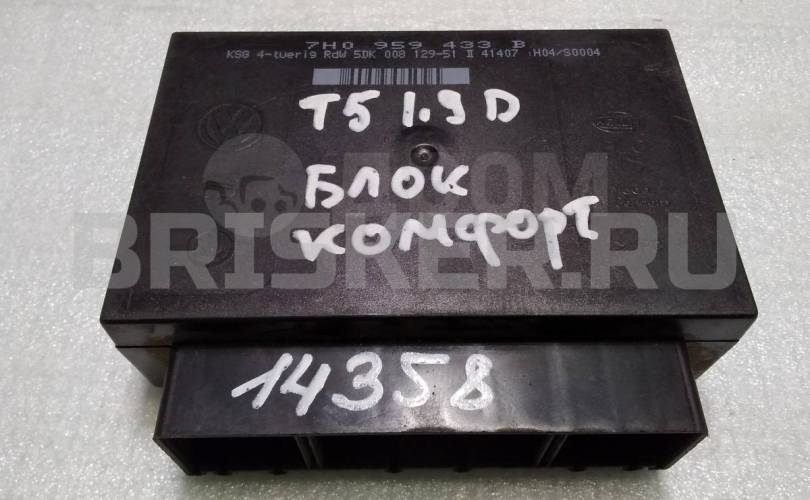 7H0 959 433 B
KSG 4-tuerig RdW 5DK 008 129-51 II 41407 :H04/S0004
T5 1.9 D
БЛОК
КОМФОРТ
BRISKER.RU
14358